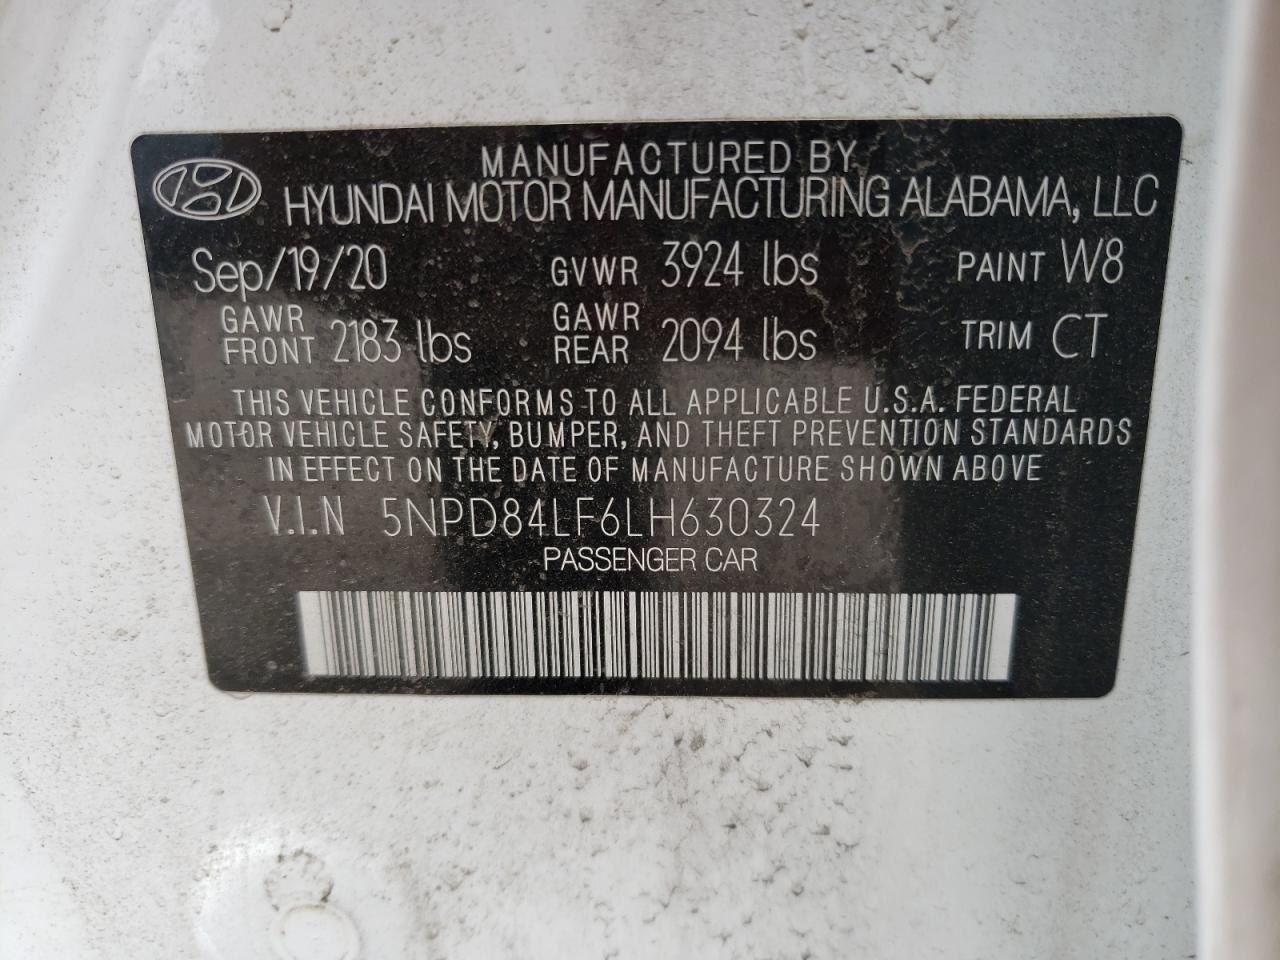 MANUFACTURED BY
HYUNDAI MOTOR MANUFACTURING ALABAMA, LLC
Sep/19/20 GVWR 3924 lbs PAINT W8
GAWR FRONT 2183 lbs GAWR REAR 2094 lbs TRIM CT
THIS VEHICLE CONFORMS TO ALL APPLICABLE U.S.A. FEDERAL
MOTOR VEHICLE SAFETY, BUMPER, AND THEFT PREVENTION STANDARDS
IN EFFECT ON THE DATE OF MANUFACTURE SHOWN ABOVE
V.I.N 5NPD84LF6LH630324
PASSENGER CAR